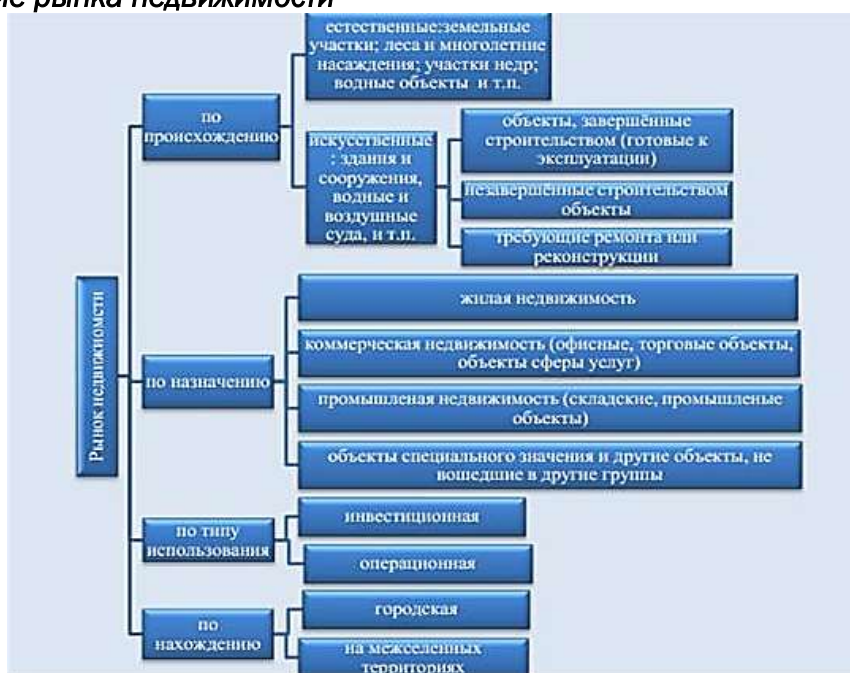 ие рынка недвижимости
естественные:земельные
участки; леса и многолетние
насаждения; участки недр;
водные объекты и т.п.
по
происхождению
искусственные
: здания и
сооружения,
водные и
воздушные
суда, и т.п.
объекты, завершённые
строительством (готовые к
эксплуатации)
незавершённые строительством
объекты
требующие ремонта или
реконструкции
Рынок недвижиомсти
по назначению
жилая недвижимость
коммерческая недвижимость (офисные, торговые объекты,
объекты сферы услуг)
промышленая недвижимость (складские, промышленые
объекты)
объекты специального значения и другие объекты, не
вошедшие в другие группы
по типу
использования
инвестиционная
операционная
по
нахождению
городская
на межселенных
территориях